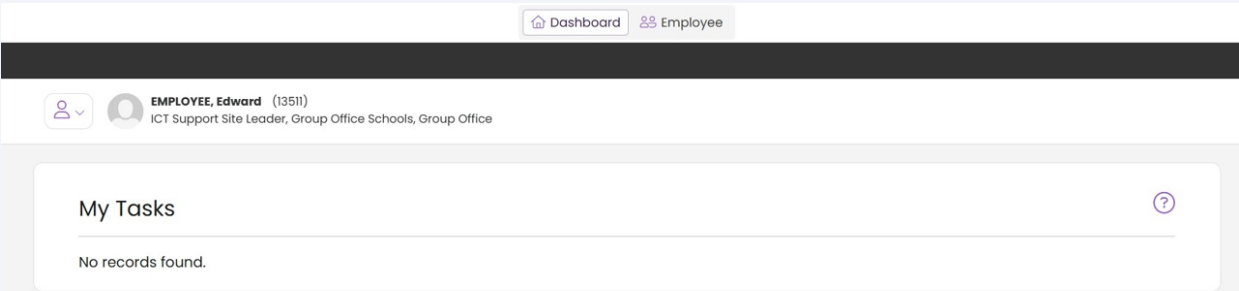 Dashboard Employee
EMPLOYEE, Edward (13511)
ICT Support Site Leader, Group Office Schools, Group Office
My Tasks
?
No records found.